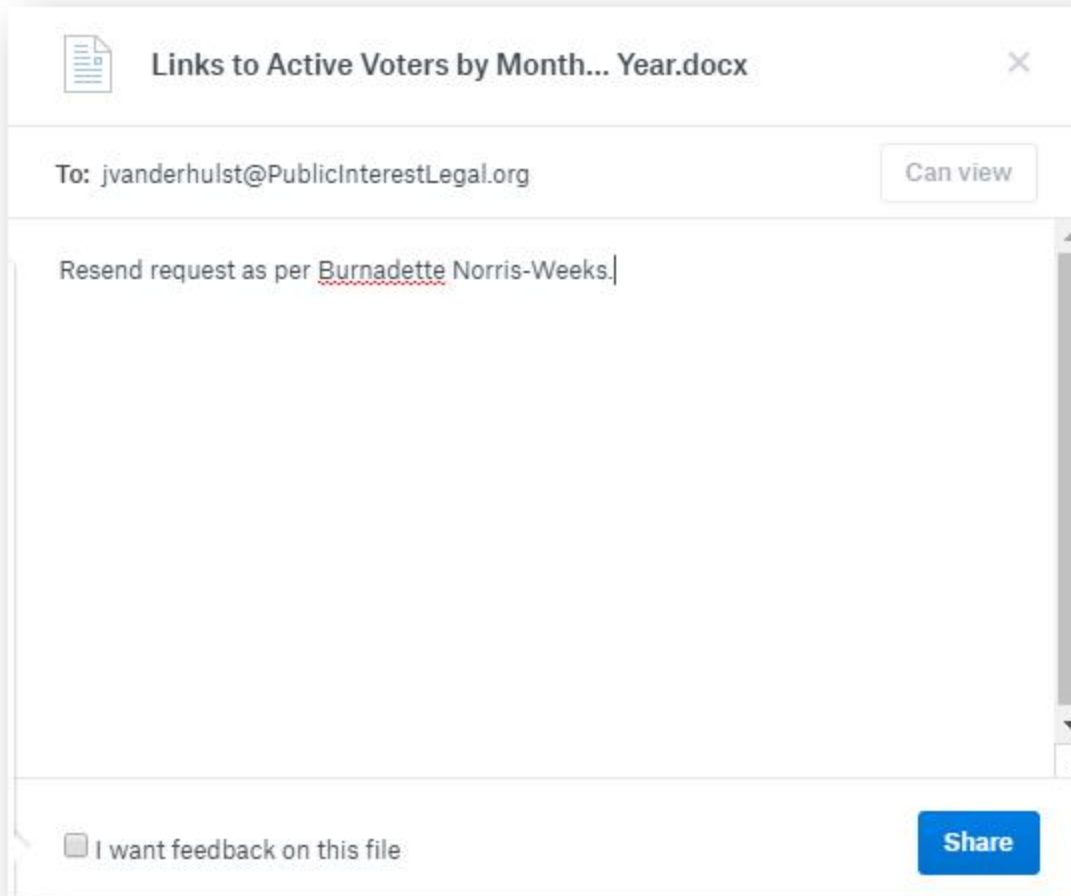 Links to Active Voters by Month... Year.docx
To: jvanderhulst@PublicInterestLegal.org
Can view
Resend request as per Burnadette Norris-Weeks.
I want feedback on this file
Share